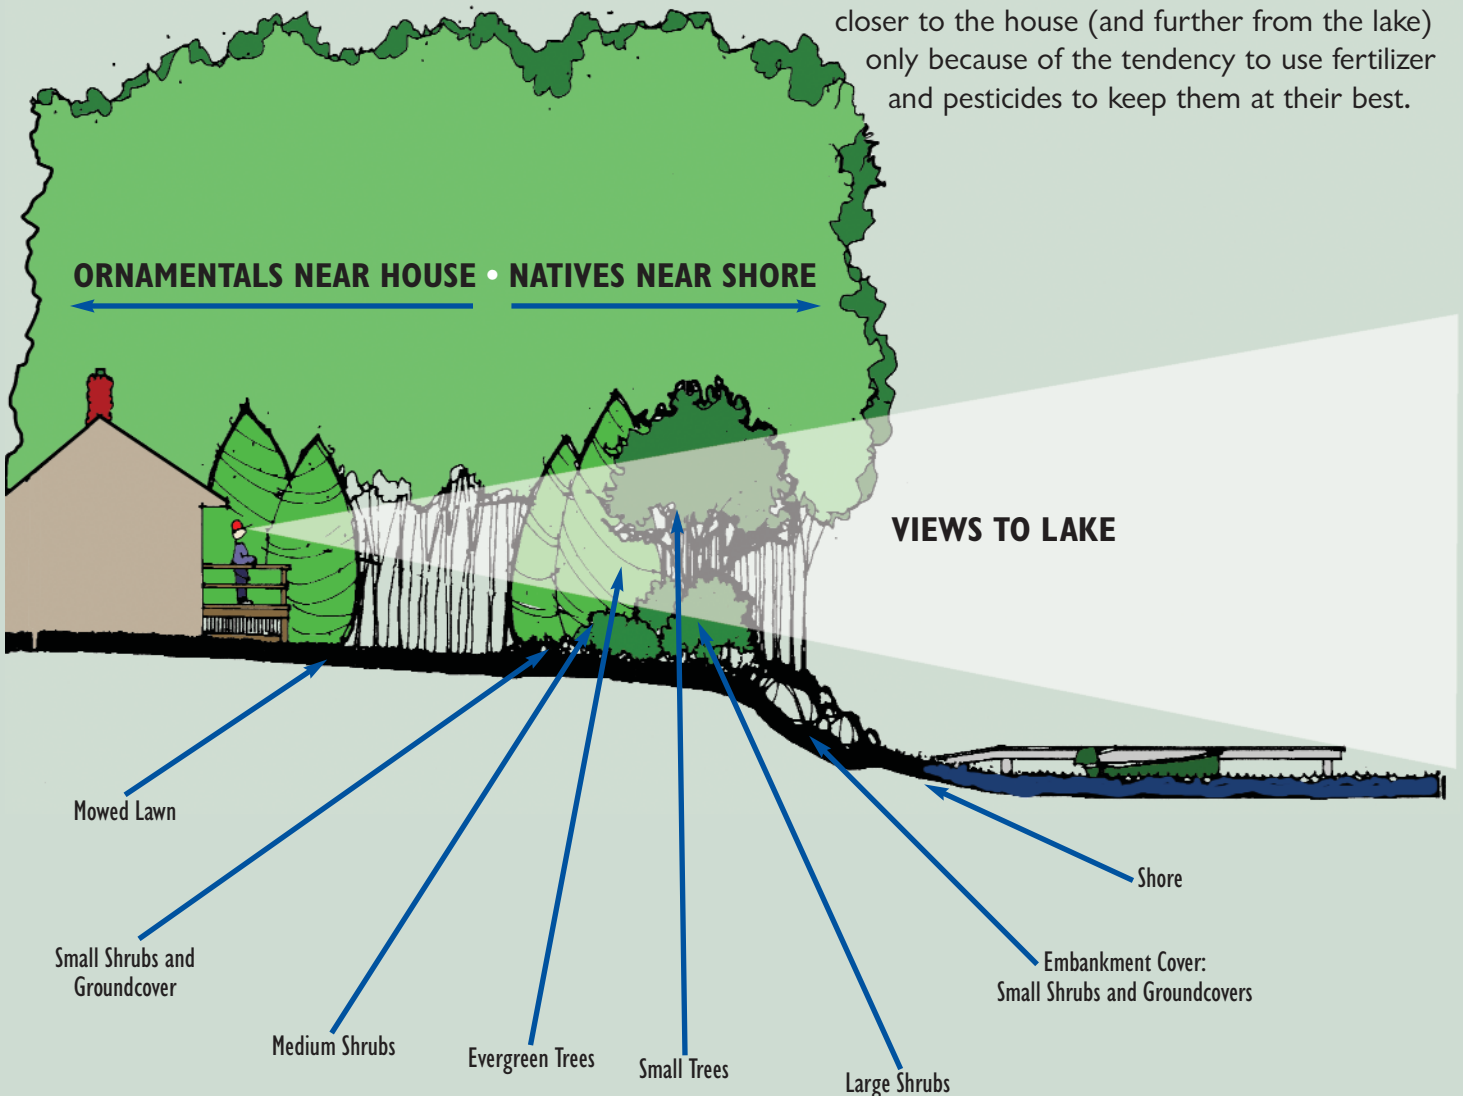 closer to the house (and further from the lake)
only because of the tendency to use fertilizer
and pesticides to keep them at their best.
ORNAMENTALS NEAR HOUSE • NATIVES NEAR SHORE
VIEWS TO LAKE
Mowed Lawn
Shore
Small Shrubs and
Groundcover
Embankment Cover:
Small Shrubs and Groundcovers
Medium Shrubs
Evergreen Trees
Small Trees
Large Shrubs